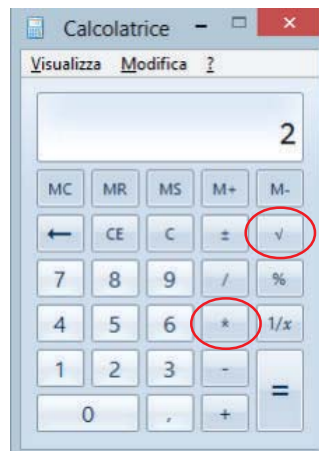 Calcolatrice
Visualizza Modifica ?
2
MC MR MS M+ M-
← CE C ± √
7 8 9 / %
4 5 6 * 1/x
1 2 3 - =
0 , +